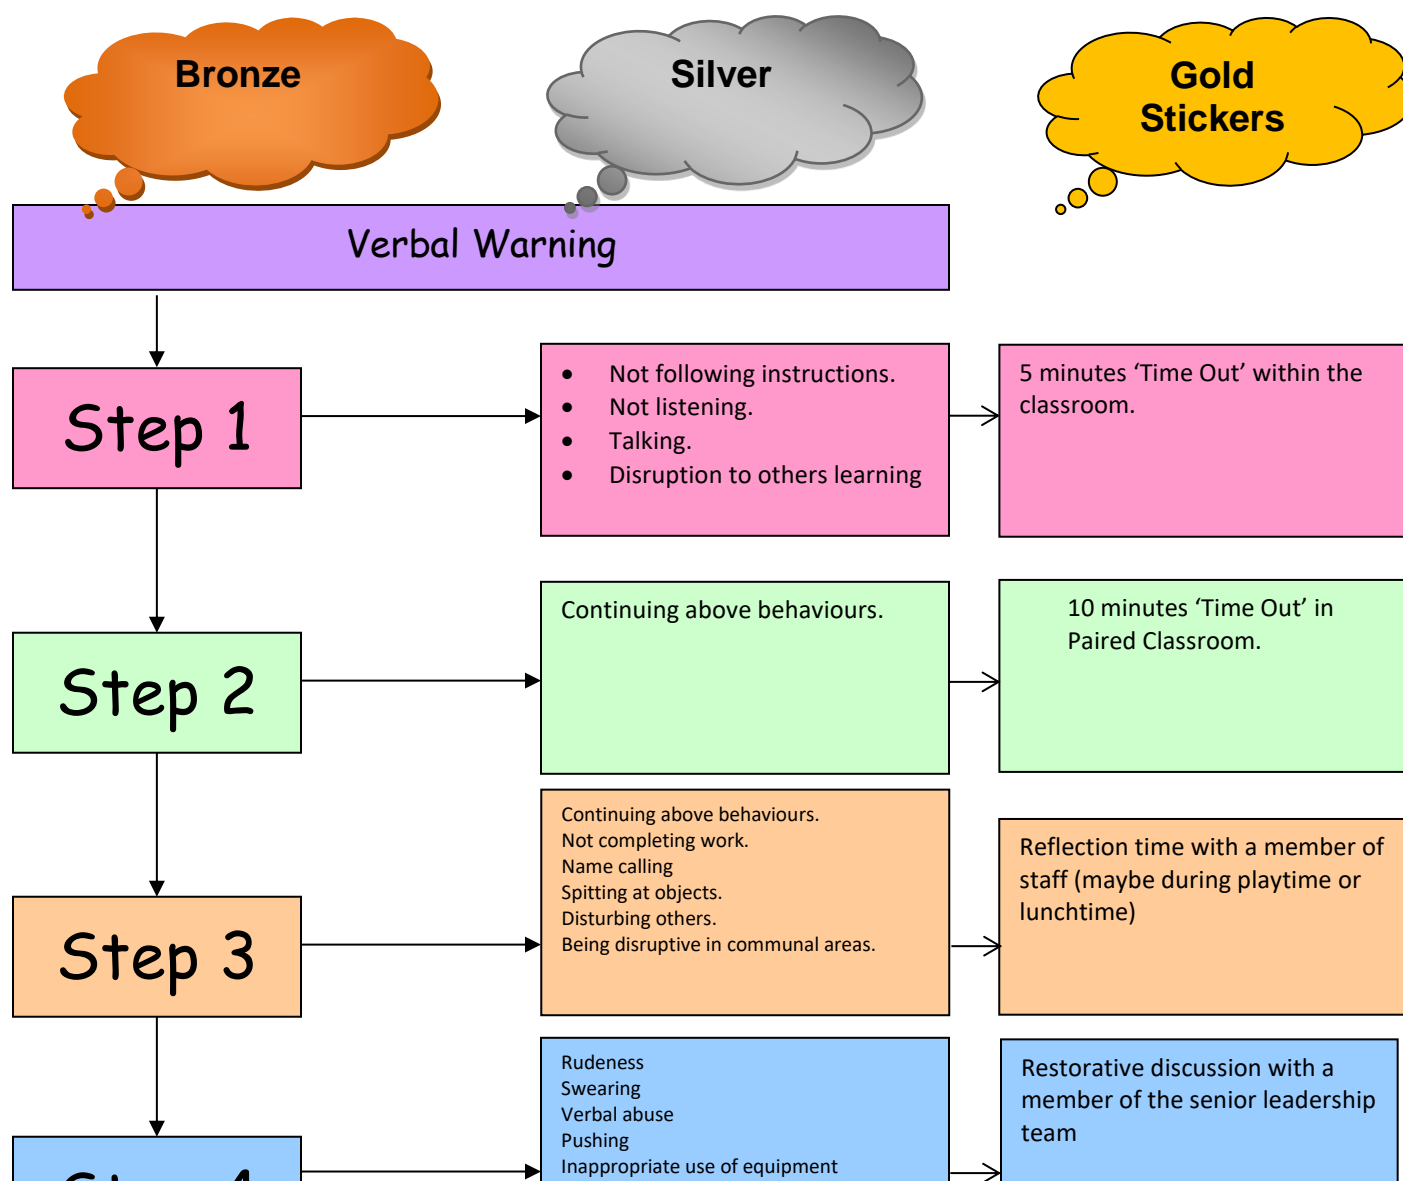 Bronze
Silver
Gold
Stickers
Verbal Warning
Step 1
• Not following instructions.
• Not listening.
• Talking.
• Disruption to others learning
5 minutes ‘Time Out’ within the
classroom.
Step 2
Continuing above behaviours.
10 minutes ‘Time Out’ in
Paired Classroom.
Step 3
Continuing above behaviours.
Not completing work.
Name calling
Spitting at objects.
Disturbing others.
Being disruptive in communal areas.
Reflection time with a member of
staff (maybe during playtime or
lunchtime)
Step 4
Rudeness
Swearing
Verbal abuse
Pushing
Inappropriate use of equipment
Restorative discussion with a
member of the senior leadership
team